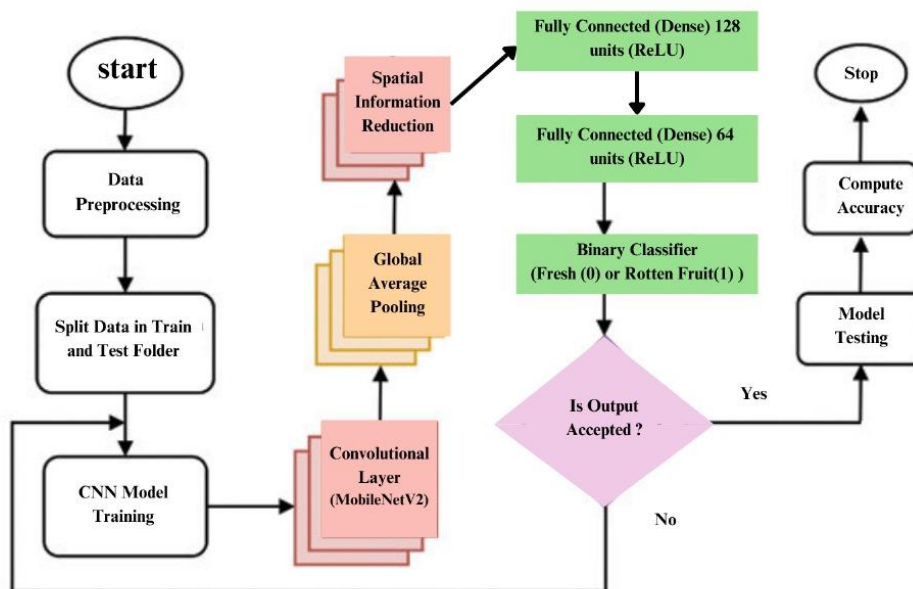 start
Data
Preprocessing
Split Data in Train
and Test Folder
CNN Model
Training
Convolutional
Layer
(MobileNetV2)
Global
Average
Pooling
Spatial
Information
Reduction
Fully Connected (Dense) 128
units (ReLU)
Fully Connected (Dense) 64
units (ReLU)
Binary Classifier
(Fresh (0) or Rotten Fruit(1) )
Is Output
Accepted ?
Yes
No
Model
Testing
Compute
Accuracy
Stop